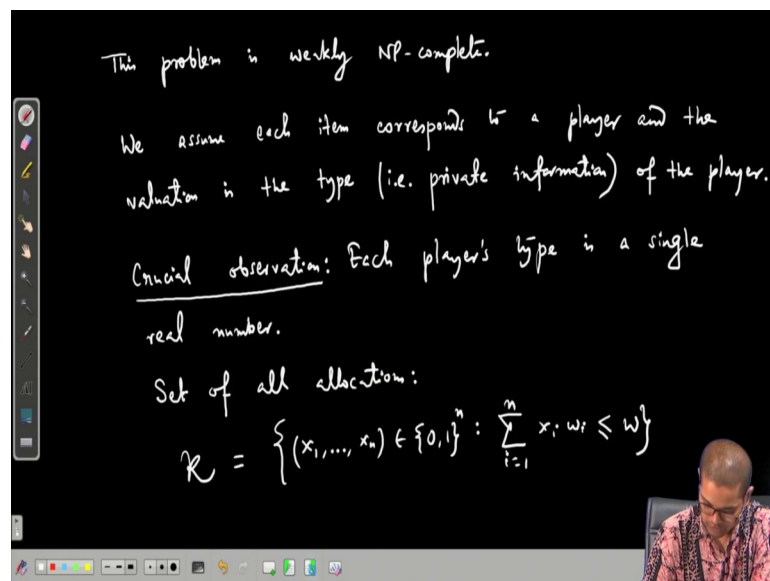 This problem is weakly NP-complete.
We assume each item corresponds to a player and the
valuation is the type (i.e. private information) of the player.
Crucial observation: Each player's type is a single
real number.
Set of all allocation:
K = {(x₁,..., xₙ) ∈ {0,1}ⁿ : ∑ᵢ₌₁ⁿ xᵢ wᵢ ≤ W}